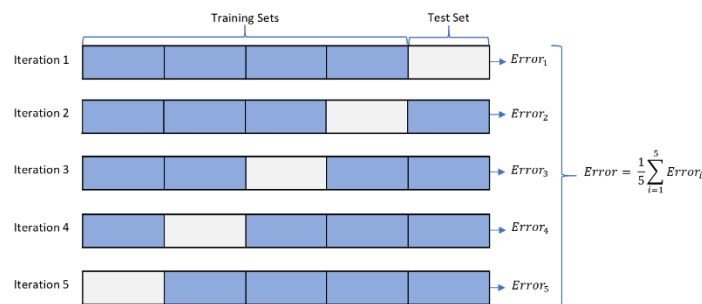 Training Sets
Test Set
Iteration 1
Error₁
Iteration 2
Error₂
Iteration 3
Error₃
Error = 1/5 ∑_{i=1}^{5} Error_i
Iteration 4
Error₄
Iteration 5
Error₅